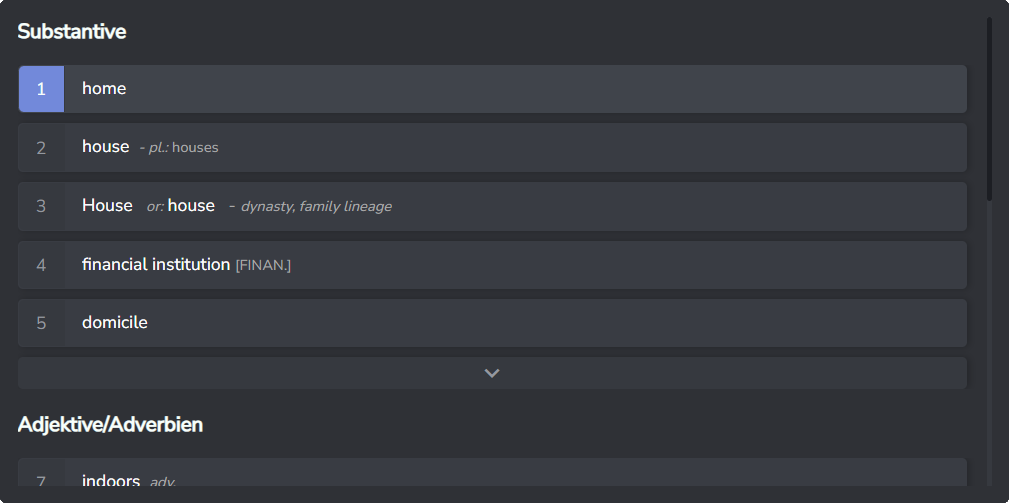 Substantive
1 home
2 house - pl.: houses
3 House or: house - dynasty, family lineage
4 financial institution [FINAN.]
5 domicile
Adjektive/Adverbien
7 indoors adv.